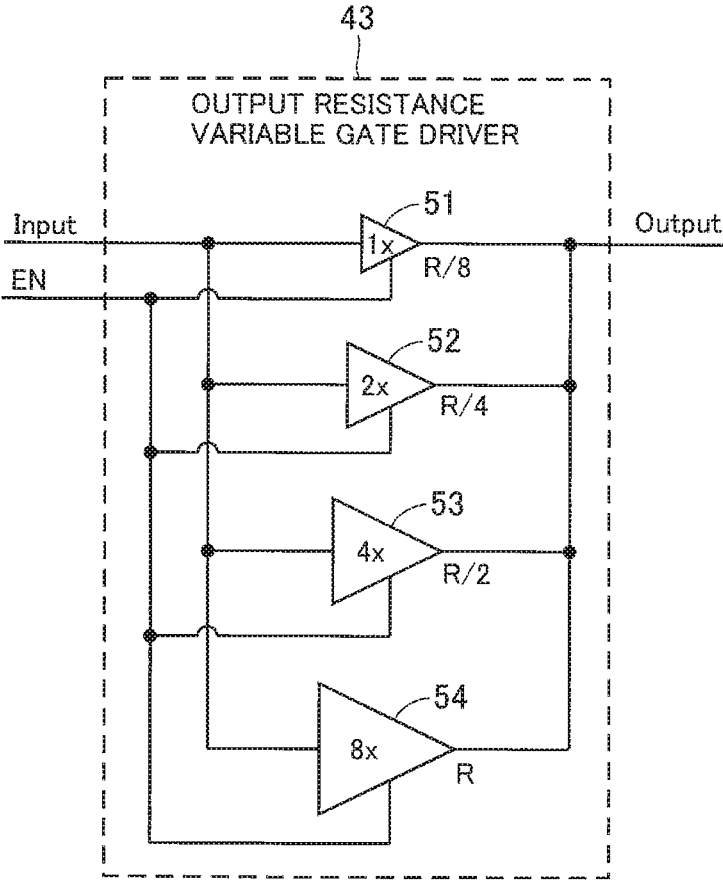 43
OUTPUT RESISTANCE
VARIABLE GATE DRIVER
51
Input
Output
1x
R/8
EN
52
2x
R/4
53
4x
R/2
54
8x
R